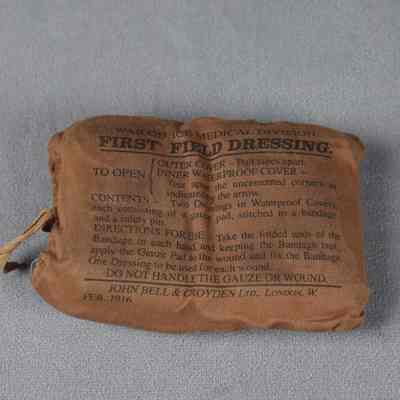 WAR OFFICE MEDICAL DIVISION.
FIRST FIELD DRESSING.
OUTER COVER – Pull tapes apart.
TO OPEN INNER WATERPROOF COVER –
Tear apart the uncemented corners as
indicated by the arrow.
CONTENTS Two Dressings in Waterproof Covers,
each consisting of a gauze pad, stitched to a bandage
and a safety pin.
DIRECTIONS FOR USE – Take the folded ends of the
Bandage in each hand and keeping the Bandage taut
apply the Gauze Pad to the wound and fix the Bandage.
One Dressing to be used for each wound.
DO NOT HANDLE THE GAUZE OR WOUND.
JOHN BELL & CROYDEN LTD., LONDON, W.
FEB. 1916